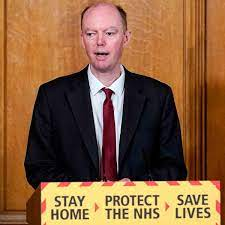 STAY ▸ PROTECT ▸ SAVE
HOME ▸ THE NHS ▸ LIVES